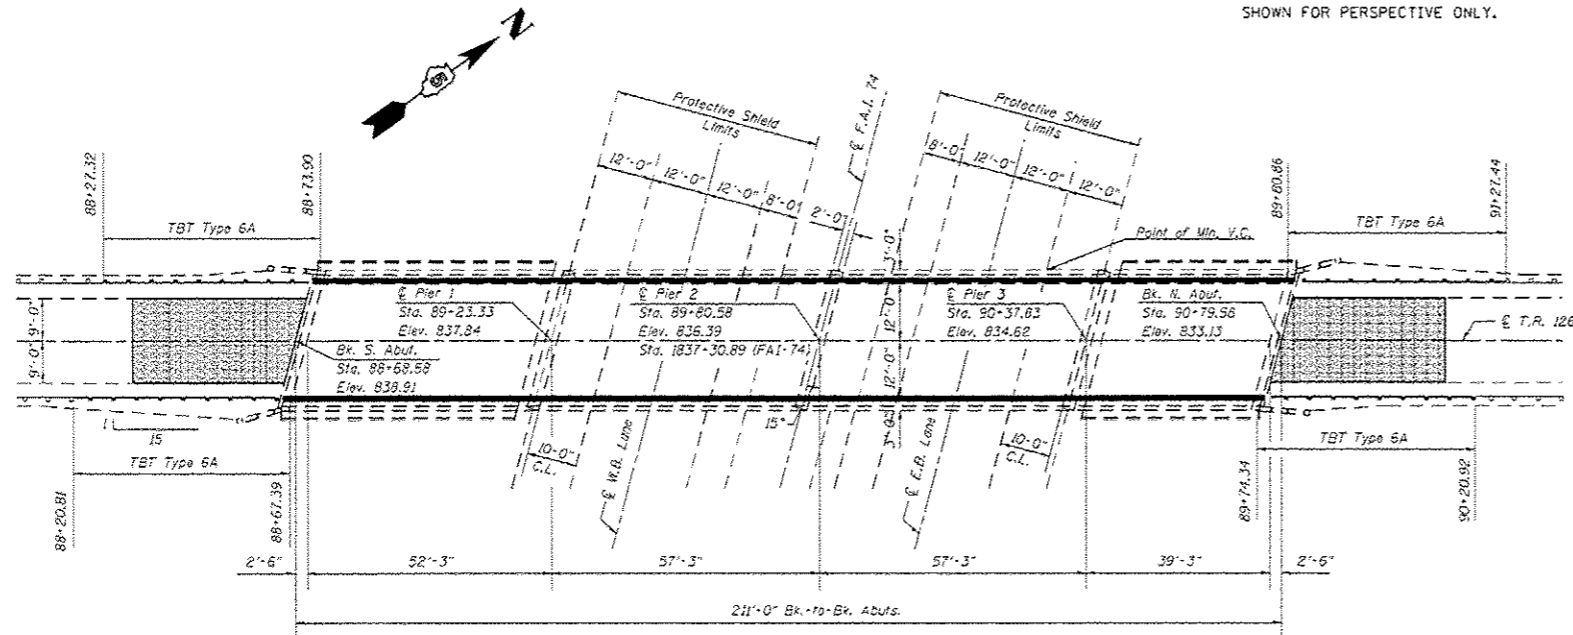 SHOWN FOR PERSPECTIVE ONLY.
N
Protective Shield
Limits
℄ F.A.I. 74
Protective Shield
Limits
88+27.32
88+73.90
12'-0"
12'-0"
12'-0"
8'-0"
2'-0"
8'-0"
12'-0"
12'-0"
12'-0"
89+80.86
91+27.44
TBT Type 6A
TBT Type 6A
3'-0"
Point of Min. V.C.
℄ Pier 1
Sta. 89+23.33
Elev. 837.84
℄ Pier 2
Sta. 89+80.58
Elev. 836.39
Sta. 1837+30.89 (FAI-74)
12'-0"
℄ Pier 3
Sta. 90+37.83
Elev. 834.62
Bk. N. Abut.
Sta. 90+79.58
Elev. 833.13
℄ T.R. 126
9'-0"
9'-0"
Bk. S. Abut.
Sta. 88+68.58
Elev. 838.91
12'-0"
1
15
15°
3'-0"
10'-0"
C.L.
℄ W.B. Lane
℄ E.B. Lane
10'-0"
C.L.
TBT Type 6A
TBT Type 6A
88+20.81
88+67.39
89+74.34
90+20.92
2'-6"
52'-3"
57'-3"
57'-3"
39'-3"
2'-6"
211'-0" Bk.-to-Bk. Abuts.